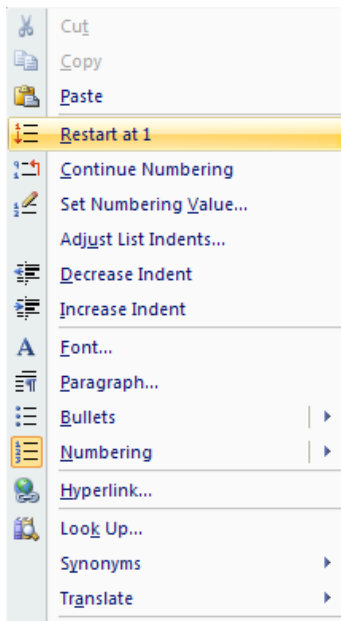 Cut
Copy
Paste
Restart at 1
Continue Numbering
Set Numbering Value...
Adjust List Indents...
Decrease Indent
Increase Indent
Font...
Paragraph...
Bullets
Numbering
Hyperlink...
Look Up...
Synonyms
Translate